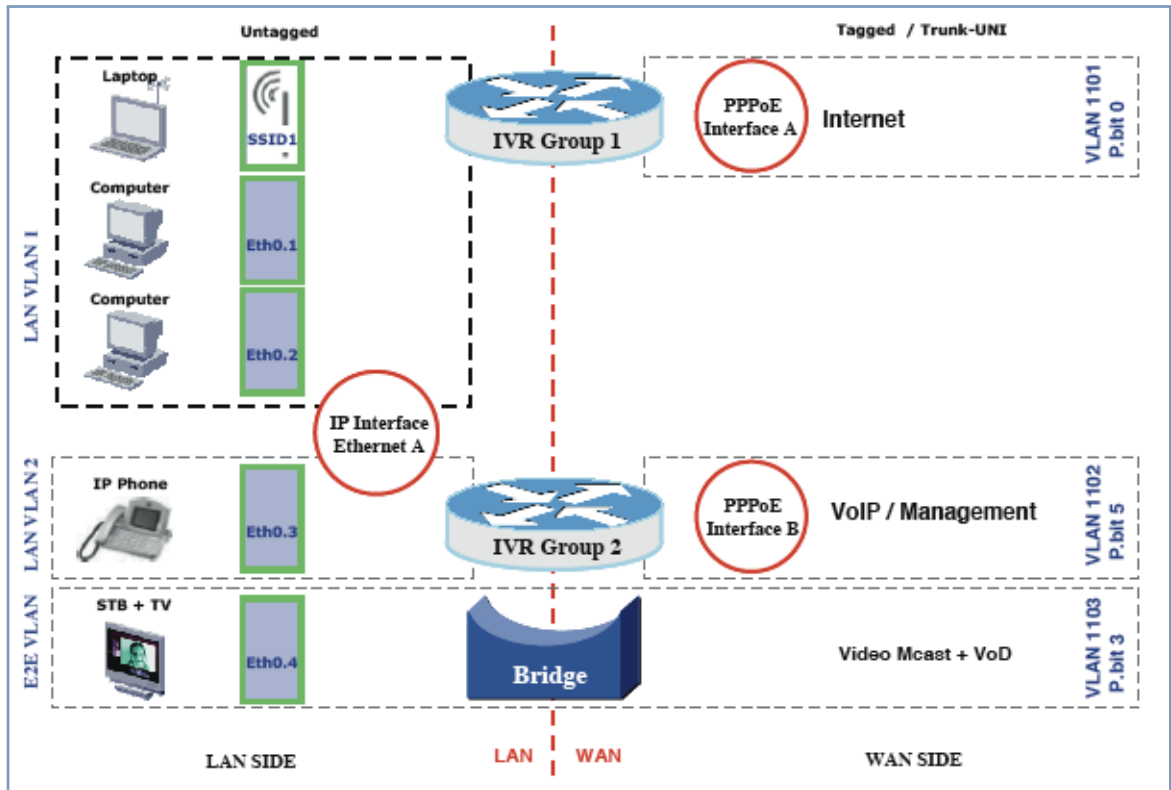 Untagged
Tagged / Trunk-UNI
LAN VLAN 1
Laptop
SSID1
IVR Group 1
PPPoE
Interface A
Internet
VLAN 1101
P.bit 0
Computer
Eth0.1
Computer
Eth0.2
IP Interface
Ethernet A
LAN VLAN 2
IP Phone
Eth0.3
IVR Group 2
PPPoE
Interface B
VoIP / Management
VLAN 1102
P.bit 5
E2E VLAN
STB + TV
Eth0.4
Bridge
Video Mcast + VoD
VLAN 1103
P.bit 3
LAN SIDE
LAN
WAN
WAN SIDE